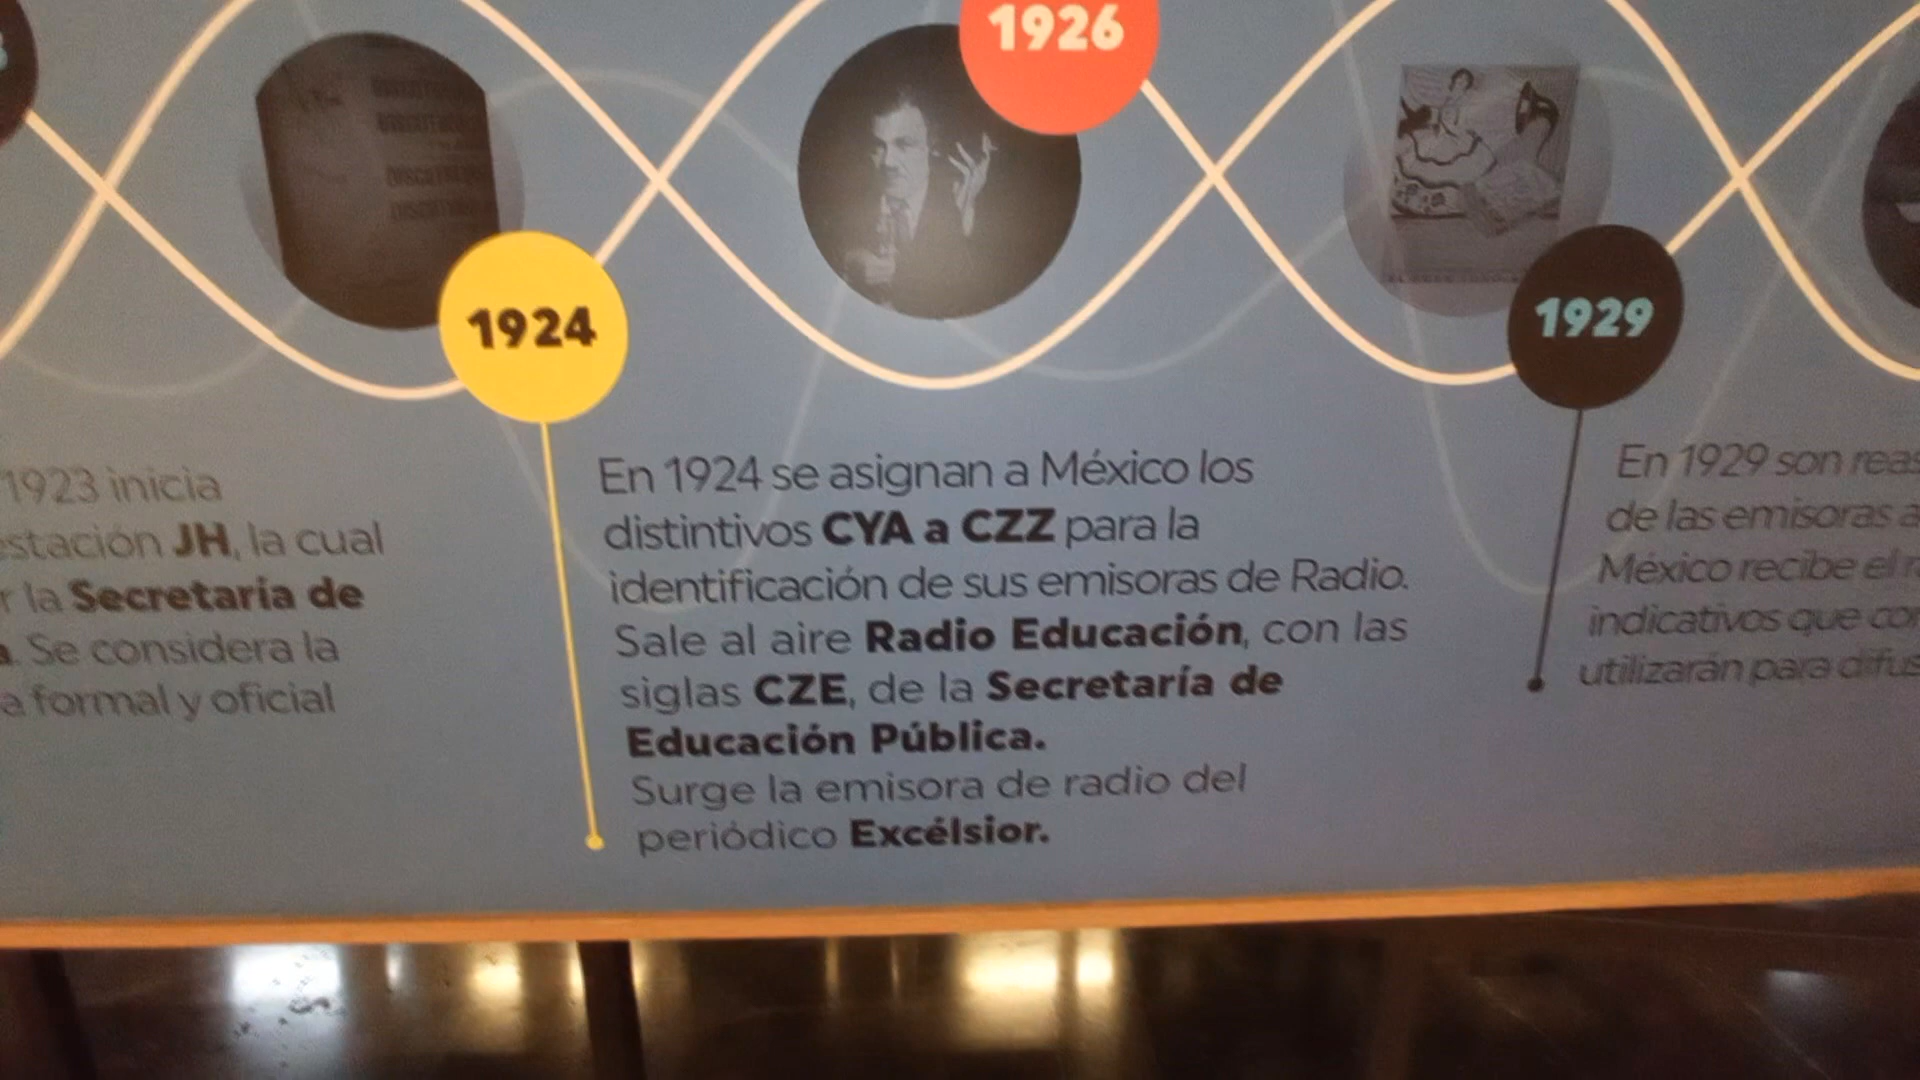 1926
1924
1929
1923 inicia
estación JH, la cual
r la Secretaría de
a. Se considera la
a formal y oficial
En 1924 se asignan a México los
distintivos CYA a CZZ para la
identificación de sus emisoras de Radio.
Sale al aire Radio Educación, con las
siglas CZE, de la Secretaría de
Educación Pública.
Surge la emisora de radio del
periódico Excélsior.
En 1929 son reas
de las emisoras a
México recibe el r
indicativos que co
utilizarán para difus